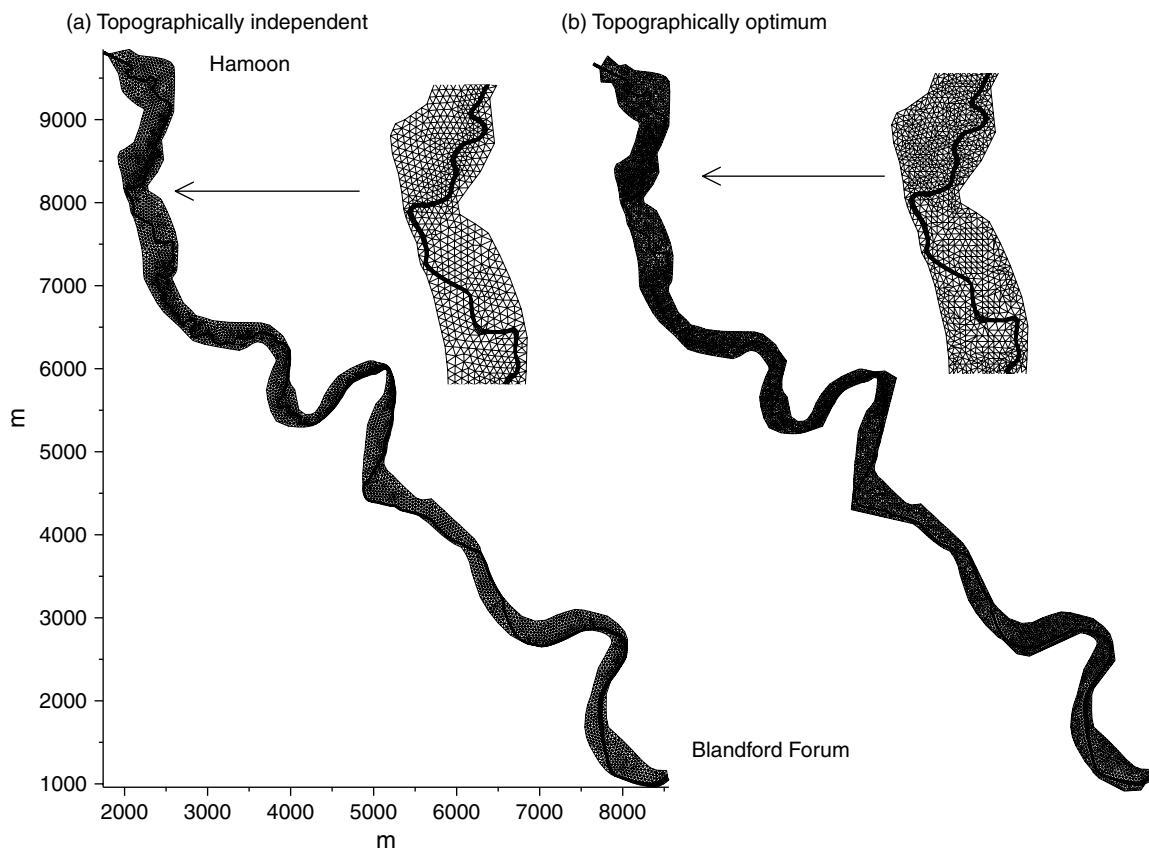 (a) Topographically independent
(b) Topographically optimum
Hamoon
9000
8000
7000
6000
5000
4000
3000
2000
1000
m
Blandford Forum
2000 3000 4000 5000 6000 7000 8000
m